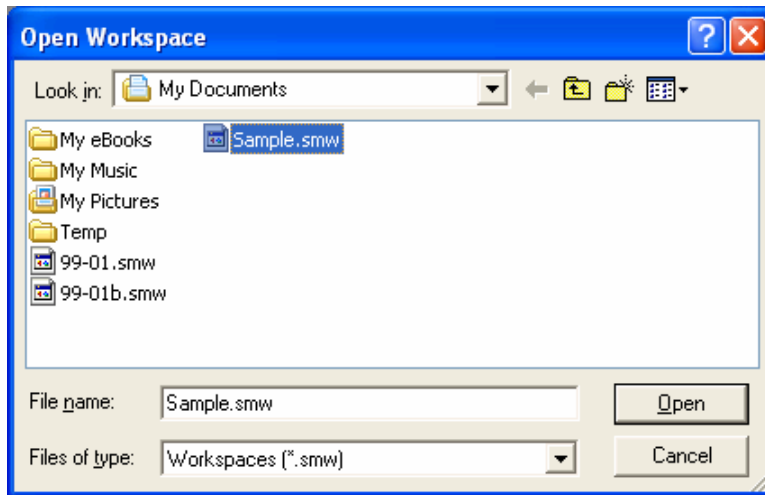 Open Workspace
Look in: My Documents
My eBooks
My Music
My Pictures
Temp
99-01.smw
99-01b.smw
Sample.smw
File name: Sample.smw
Open
Files of type: Workspaces (*.smw)
Cancel